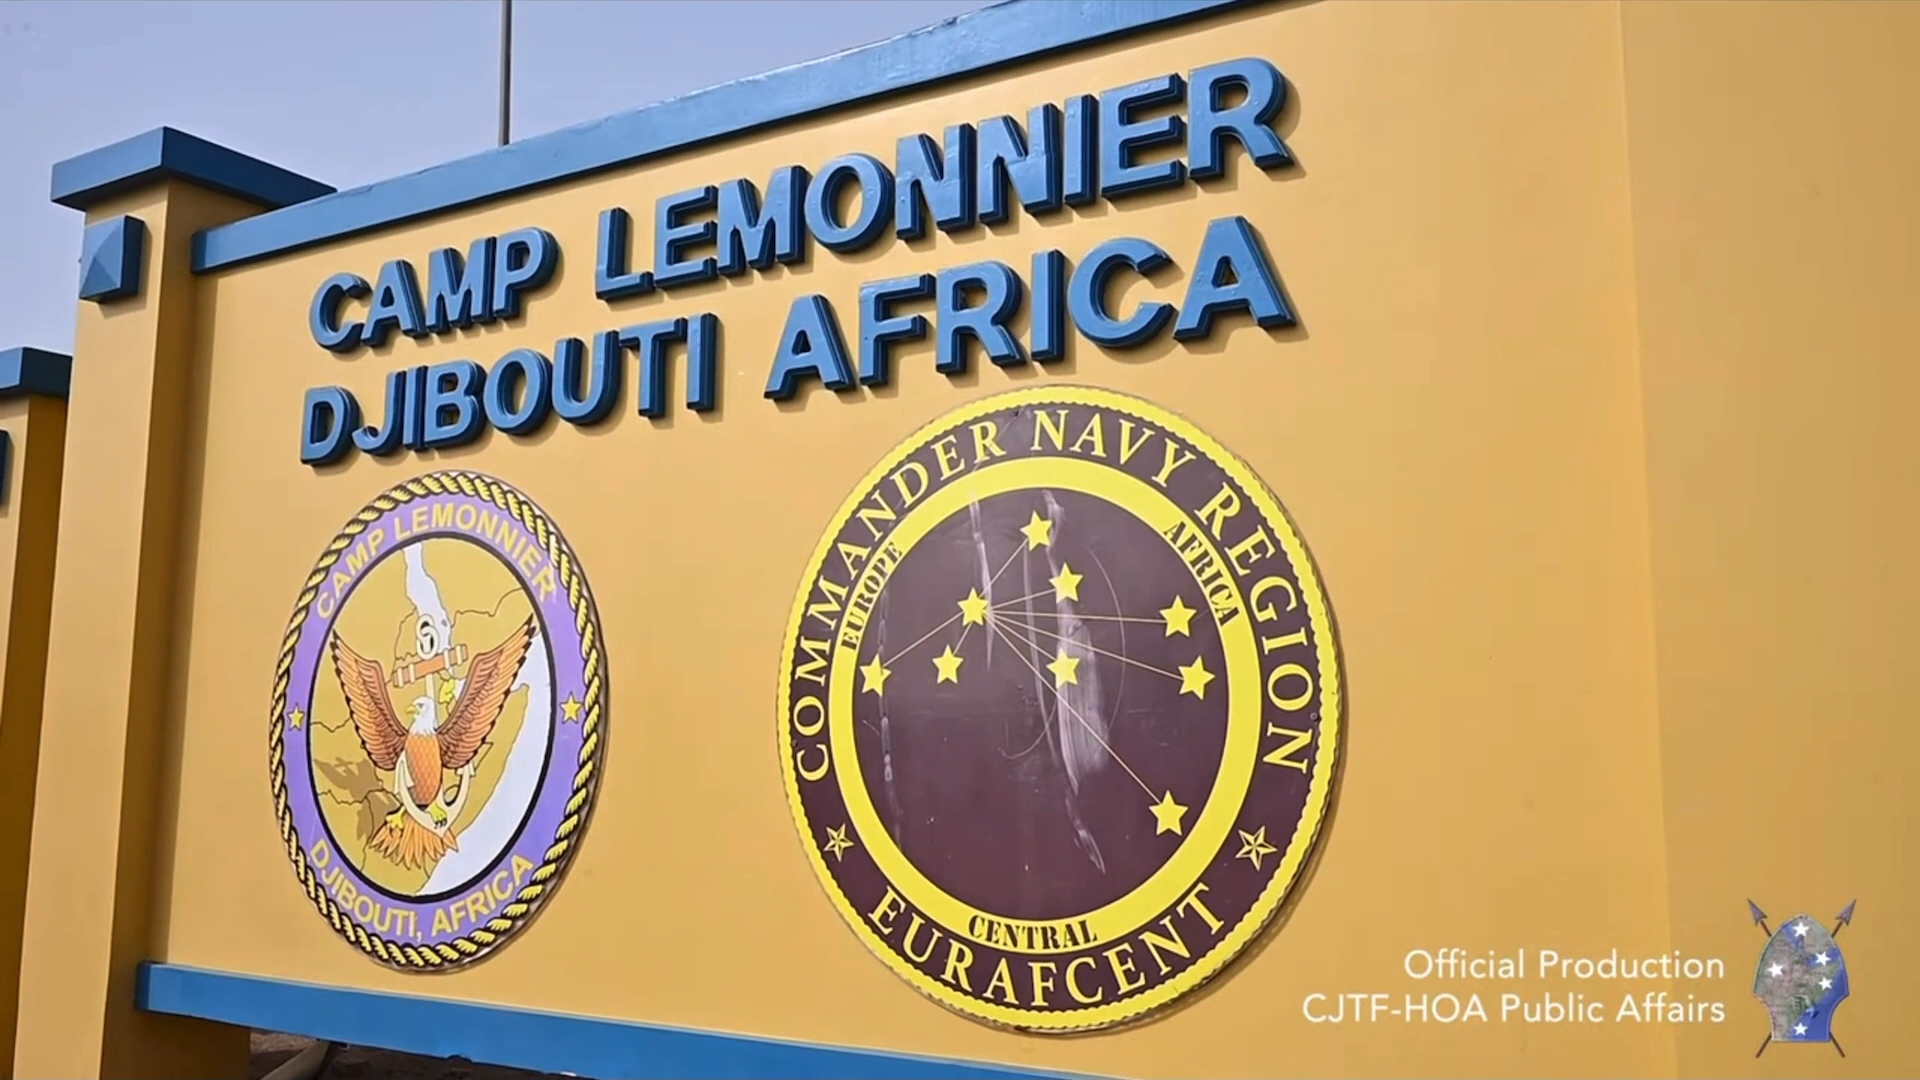 CAMP LEMONNIER
DJIBOUTI AFRICA
CAMP LEMONNIER
DJIBOUTI, AFRICA
COMMANDER NAVY REGION
EUROPE
AFRICA
CENTRAL
EURAFCENT
Official Production
CJTF-HOA Public Affairs